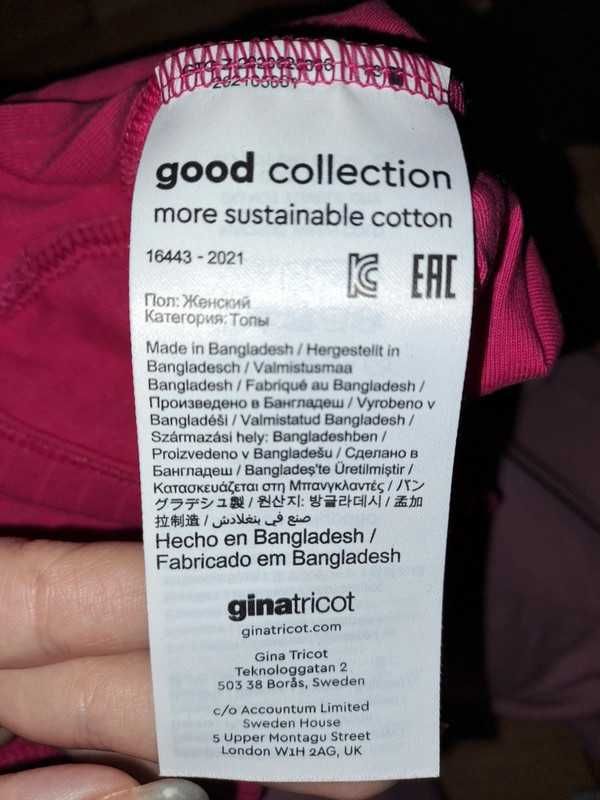 good collection
more sustainable cotton
16443 - 2021
EAC
Пол: Женский
Категория: Топы
Made in Bangladesh / Hergestellt in
Bangladesch / Valmistusmaa
Bangladesh / Fabriqué au Bangladesh /
Произведено в Бангладеш / Vyrobeno v
Bangladéši / Valmistatud Bangladesh /
Származási hely: Bangladeshben /
Proizvedeno v Bangladešu / Сделано в
Бангладеш / Bangladeş'te Üretilmiştir /
Κατασκευάζεται στη Μπανγκλαντές / バン
グラデシュ製 / 원산지: 방글라데시 / 孟加
拉制造 / صنع في بنغلادش
Hecho en Bangladesh /
Fabricado em Bangladesh
ginatricot
ginatricot.com
Gina Tricot
Teknologgatan 2
503 38 Borås, Sweden
c/o Accountum Limited
Sweden House
5 Upper Montagu Street
London W1H 2AG, UK